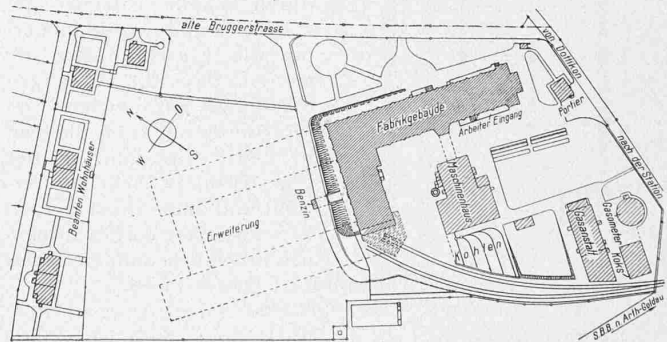 alte Bruggerstrasse
von Dottikon
nach der Station
Fabrikgebäude
Arbeiter Eingang
Portier
N
O
W
S
Beamten Wohnhäuser
Benzin
Erweiterung
Maschinenhaus
Kohlen
Gasanstalt
Gasometer
Koks
S.B.B. n. Arth-Goldau